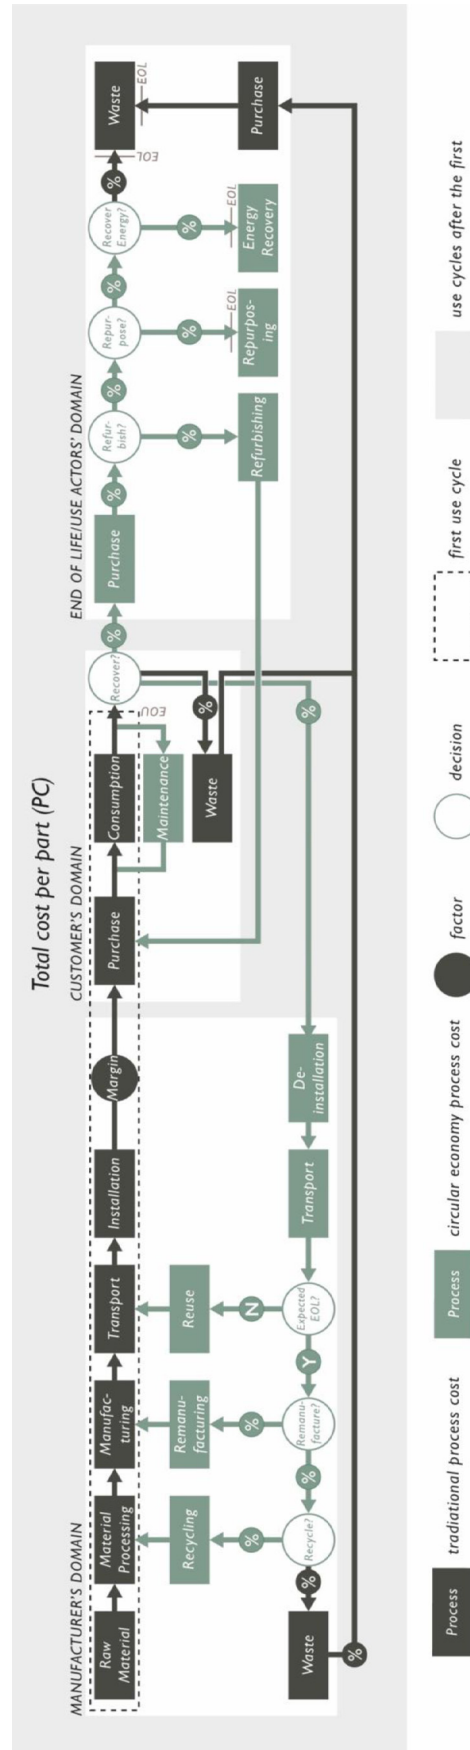 Total cost per part (PC)
MANUFACTURER'S DOMAIN
CUSTOMER'S DOMAIN
END OF LIFE/USE ACTORS' DOMAIN
Raw
Material
Material
Processing
Manufac-
turing
Transport
Installation
Margin
Purchase
Consumption
EOU
Recover?
%
Purchase
%
Refur-
bish?
%
Repur-
pose?
%
Recover
Energy?
%
EOL
Waste
EOL
Recycling
Remanu-
facturing
Reuse
Maintenance
%
%
%
%
%
N
Waste
Refurbishing
EOL
Repurpos-
ing
EOL
Energy
Recovery
Purchase
Waste
%
Recycle?
%
Remanu-
facture?
Y
Expected
EOL?
Transport
De-
installation
%
%
Process
tradiational process cost
Process
circular economy process cost
factor
decision
first use cycle
use cycles after the first